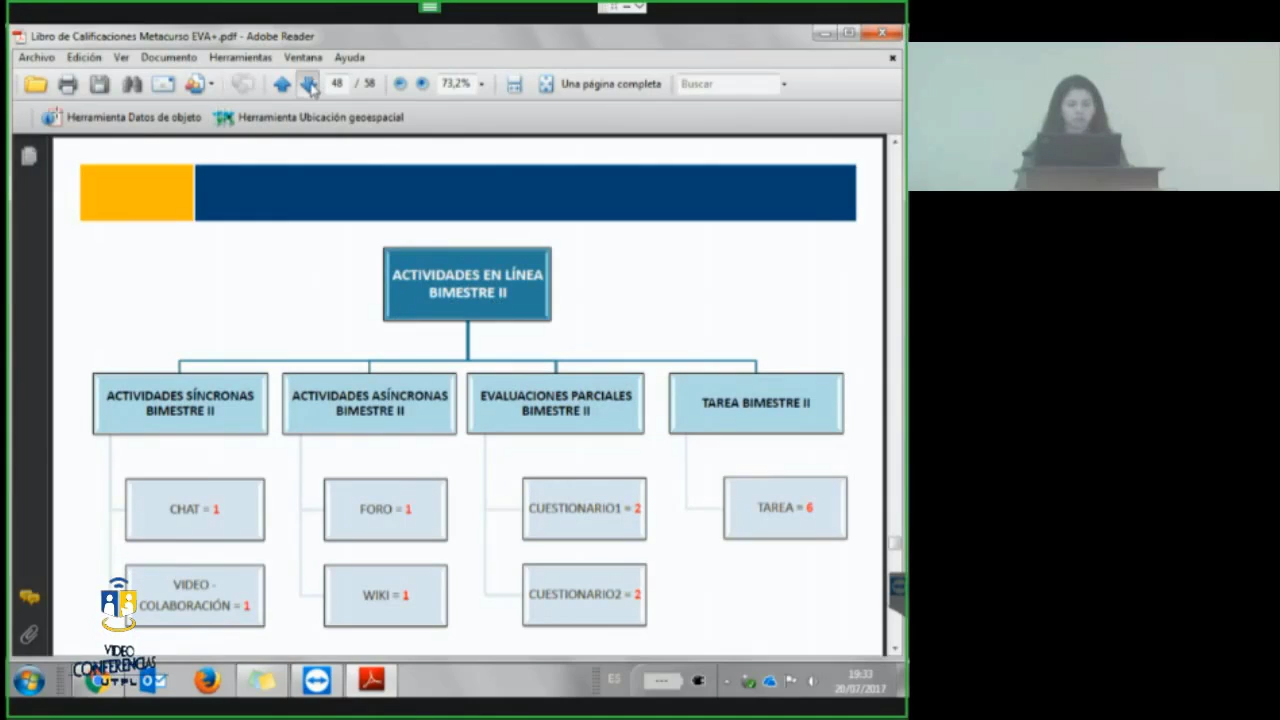 Libro de Calificaciones Metacurso EVA+.pdf - Adobe Reader
Archivo Edición Ver Documento Herramientas Ventana Ayuda
48 / 58 73,2% Una página completa Buscar
Herramienta Datos de objeto Herramienta Ubicación geoespacial
ACTIVIDADES EN LÍNEA
BIMESTRE II
ACTIVIDADES SÍNCRONAS
BIMESTRE II
ACTIVIDADES ASÍNCRONAS
BIMESTRE II
EVALUACIONES PARCIALES
BIMESTRE II
TAREA BIMESTRE II
CHAT = 1
FORO = 1
CUESTIONARIO1 = 2
TAREA = 6
VIDEO -
COLABORACIÓN = 1
WIKI = 1
CUESTIONARIO2 = 2
VIDEO
CONFERENCIAS
UTPL
ES
19:33
20/07/2017